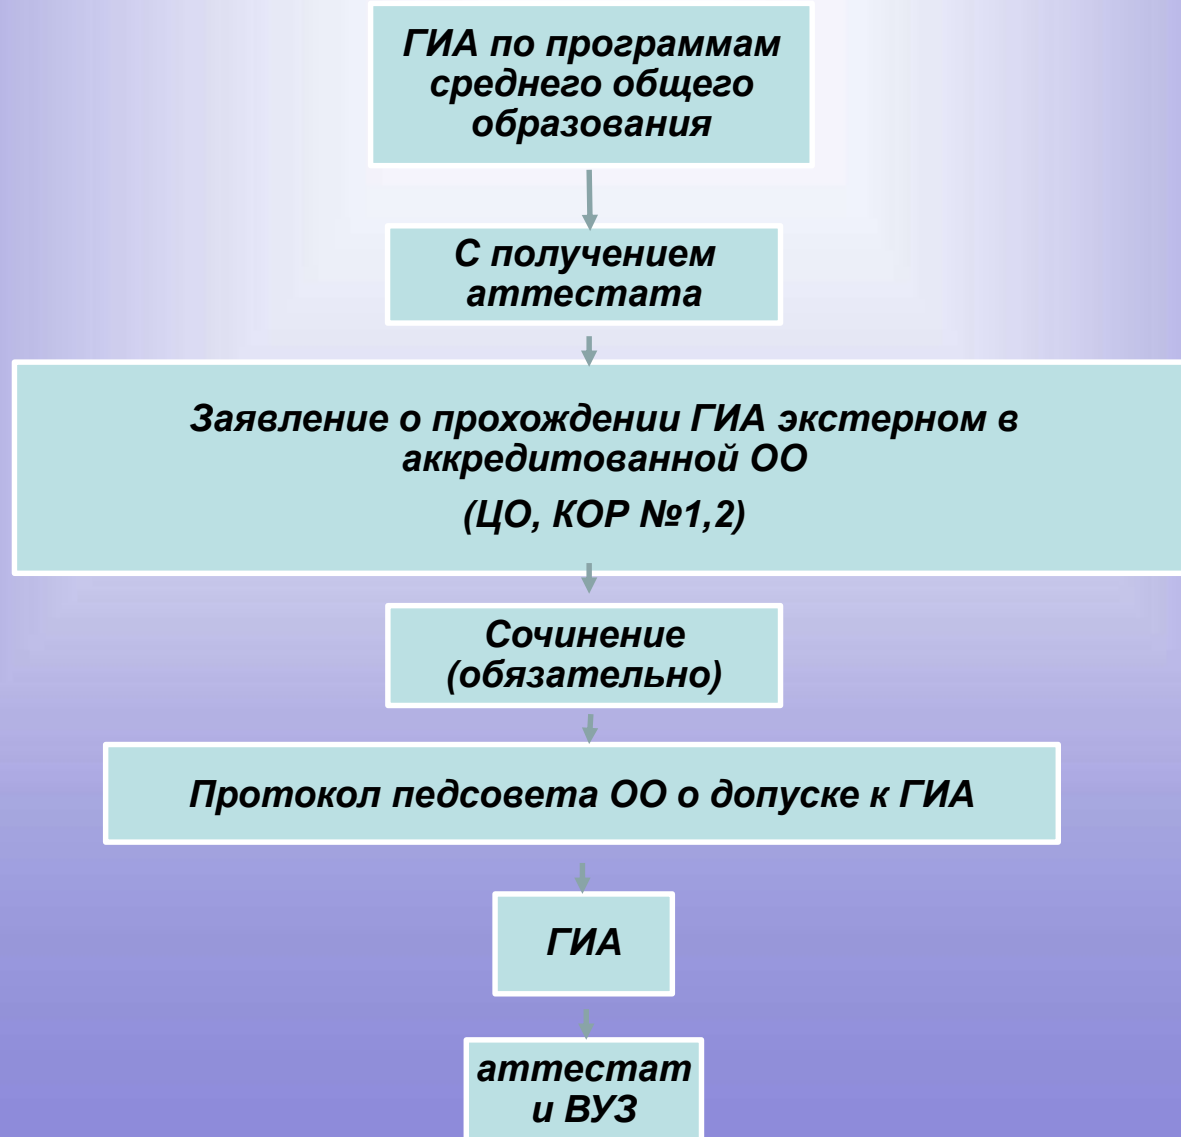 ГИА по программам
среднего общего
образования
С получением
аттестата
Заявление о прохождении ГИА экстерном в
аккредитованной ОО
(ЦО, КОР №1,2)
Сочинение
(обязательно)
Протокол педсовета ОО о допуске к ГИА
ГИА
аттестат
и ВУЗ